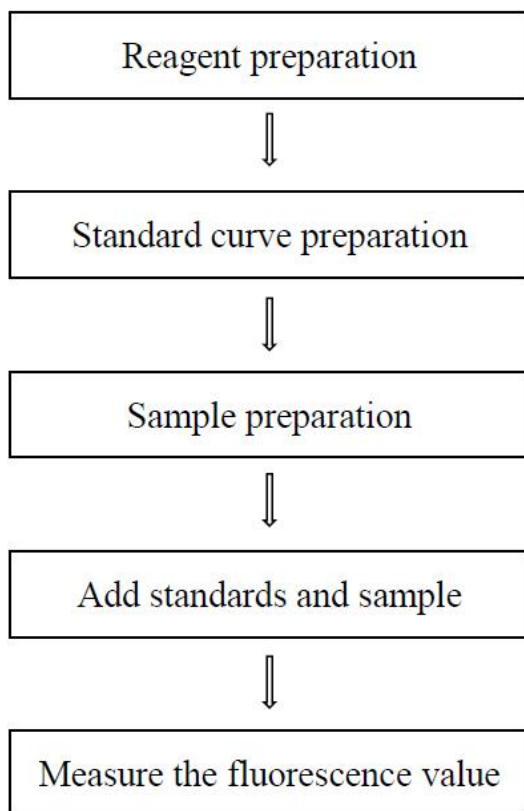 Reagent preparation
Standard curve preparation
Sample preparation
Add standards and sample
Measure the fluorescence value